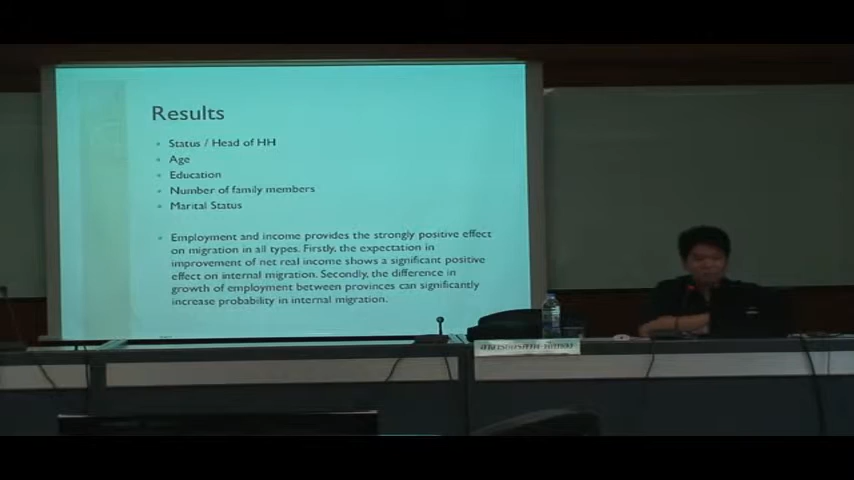 Results
Status / Head of HH
Age
Education
Number of family members
Marital Status
Employment and income provides the strongly positive effect
on migration in all types. Firstly, the expectation in
improvement of net real income shows a significant positive
effect on internal migration. Secondly, the difference in
growth of employment between provinces can significantly
increase probability in internal migration.